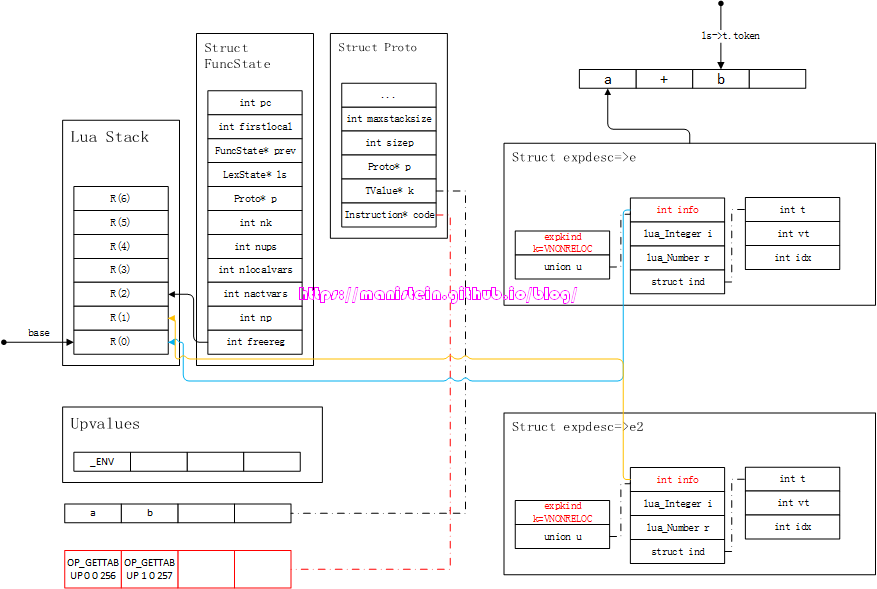 ls->t.token
a + b
Struct FuncState
int pc
int firstlocal
FuncState* prev
LexState* ls
Proto* p
int nk
int nups
int nlocalvars
int nactvars
int np
int freereg
Struct Proto
...
int maxstacksize
int sizep
Proto* p
TValue* k
Instruction* code
Lua Stack
R(6)
R(5)
R(4)
R(3)
R(2)
R(1)
R(0)
base
Struct expdesc=>e
expkind
k=VNONRELOC
union u
int info
lua_Integer i
lua_Number r
struct ind
int t
int vt
int idx
https://manistein.github.io/blog/
Upvalues
_ENV
a b
OP_GETTAB
UP 0 0 256
OP_GETTAB
UP 1 0 257
Struct expdesc=>e2
expkind
k=VNONRELOC
union u
int info
lua_Integer i
lua_Number r
struct ind
int t
int vt
int idx